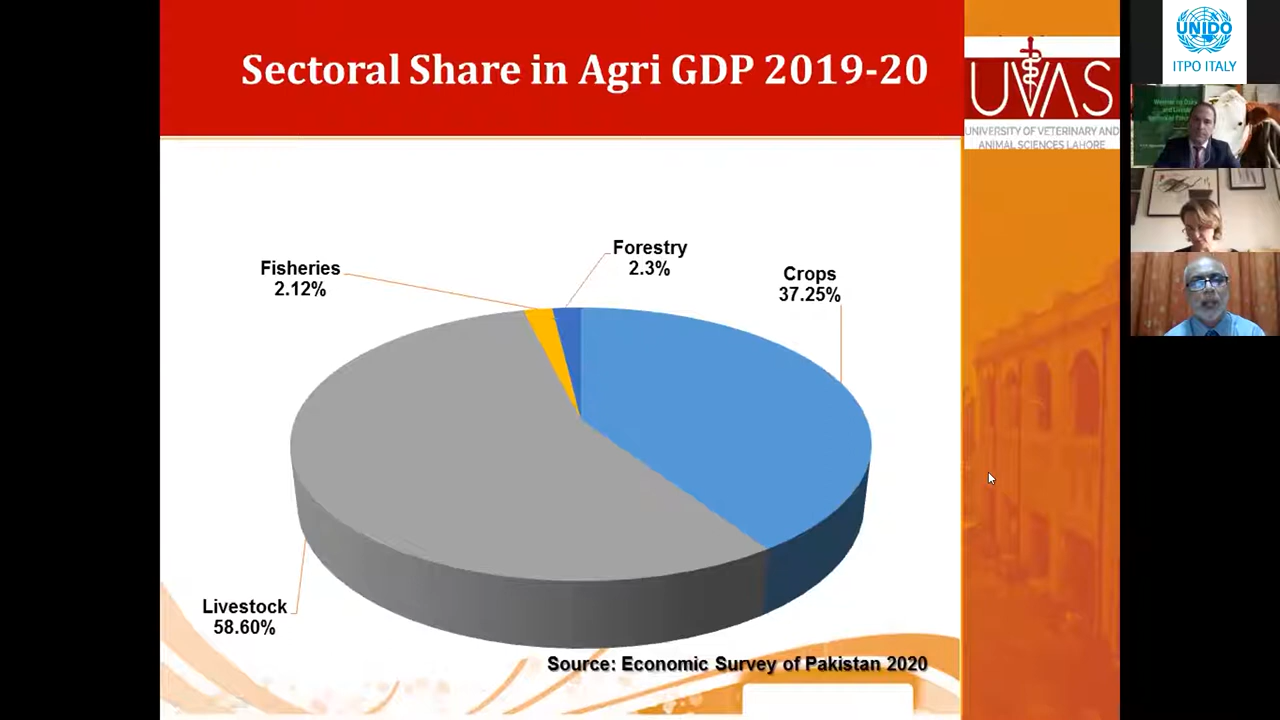 Sectoral Share in Agri GDP 2019-20
UVAS
UNIVERSITY OF VETERINARY AND
ANIMAL SCIENCES LAHORE
UNIDO
ITPO ITALY
Forestry
2.3%
Fisheries
2.12%
Crops
37.25%
Livestock
58.60%
Source: Economic Survey of Pakistan 2020